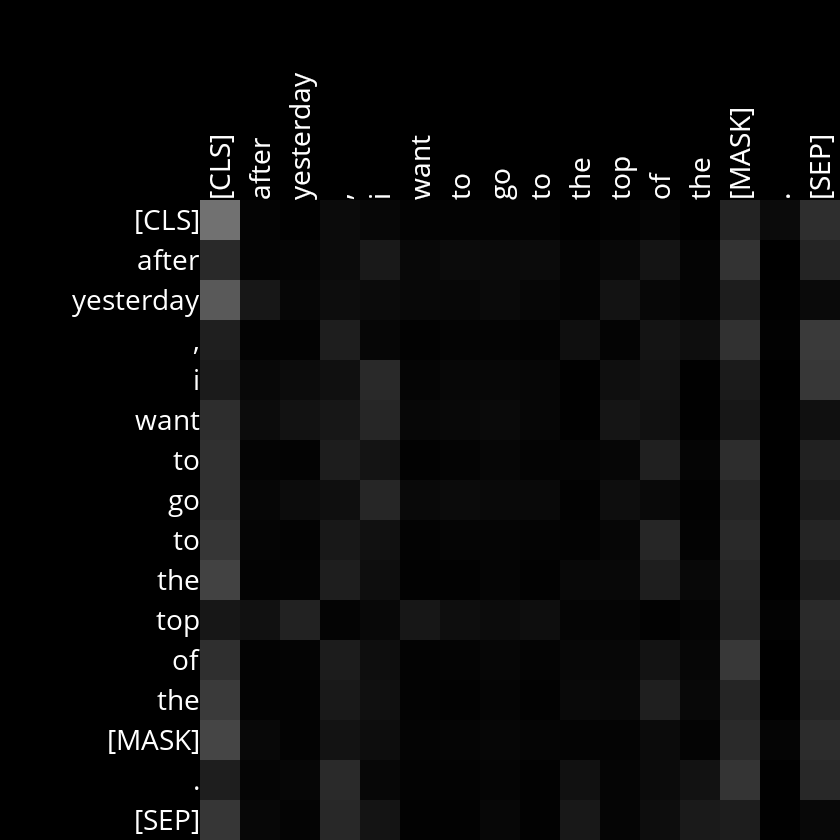 [CLS] after yesterday , i want to go to the top of the [MASK] . [SEP]
[CLS]
after
yesterday
,
i
want
to
go
to
the
top
of
the
[MASK]
.
[SEP]